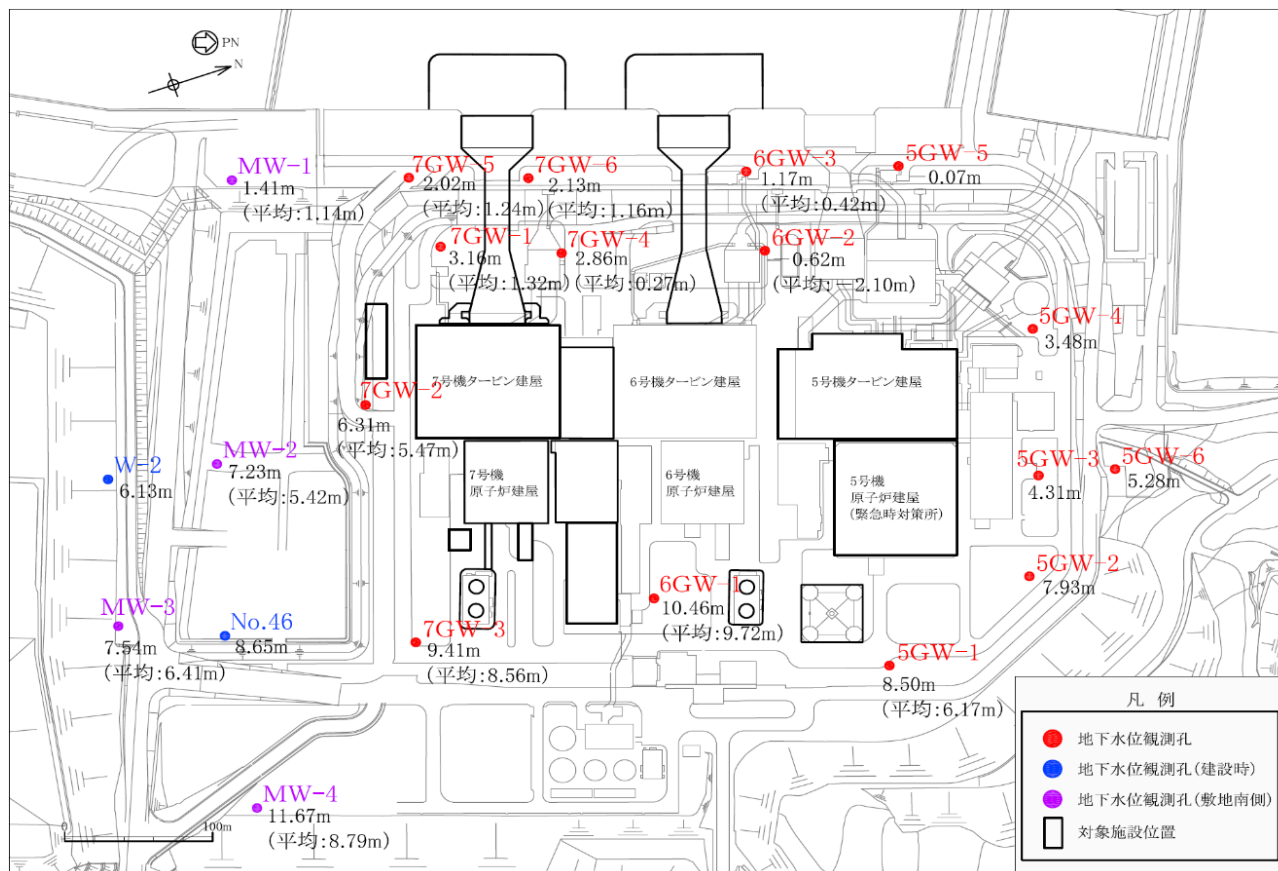 PN
N
MW-1
1.41m
(平均:1.14m)
7GW-5
2.02m
(平均:1.24m)
7GW-6
2.13m
(平均:1.16m)
6GW-3
1.17m
(平均:0.42m)
5GW-5
0.07m
7GW-1
3.16m
(平均:1.32m)
7GW-4
2.86m
(平均:0.27m)
6GW-2
0.62m
(平均:-2.10m)
5GW-4
3.48m
7号機タービン建屋
6号機タービン建屋
5号機タービン建屋
7GW-2
6.31m
(平均:5.47m)
MW-2
7.23m
(平均:5.42m)
W-2
6.13m
7号機
原子炉建屋
6号機
原子炉建屋
5号機
原子炉建屋
(緊急時対策所)
5GW-3
4.31m
5GW-6
5.28m
5GW-2
7.93m
6GW-1
10.46m
(平均:9.72m)
MW-3
7.54m
(平均:6.41m)
No.46
8.65m
7GW-3
9.41m
(平均:8.56m)
5GW-1
8.50m
(平均:6.17m)
MW-4
11.67m
(平均:8.79m)
0
100m
凡 例
地下水位観測孔
地下水位観測孔(建設時)
地下水位観測孔(敷地南側)
対象施設位置